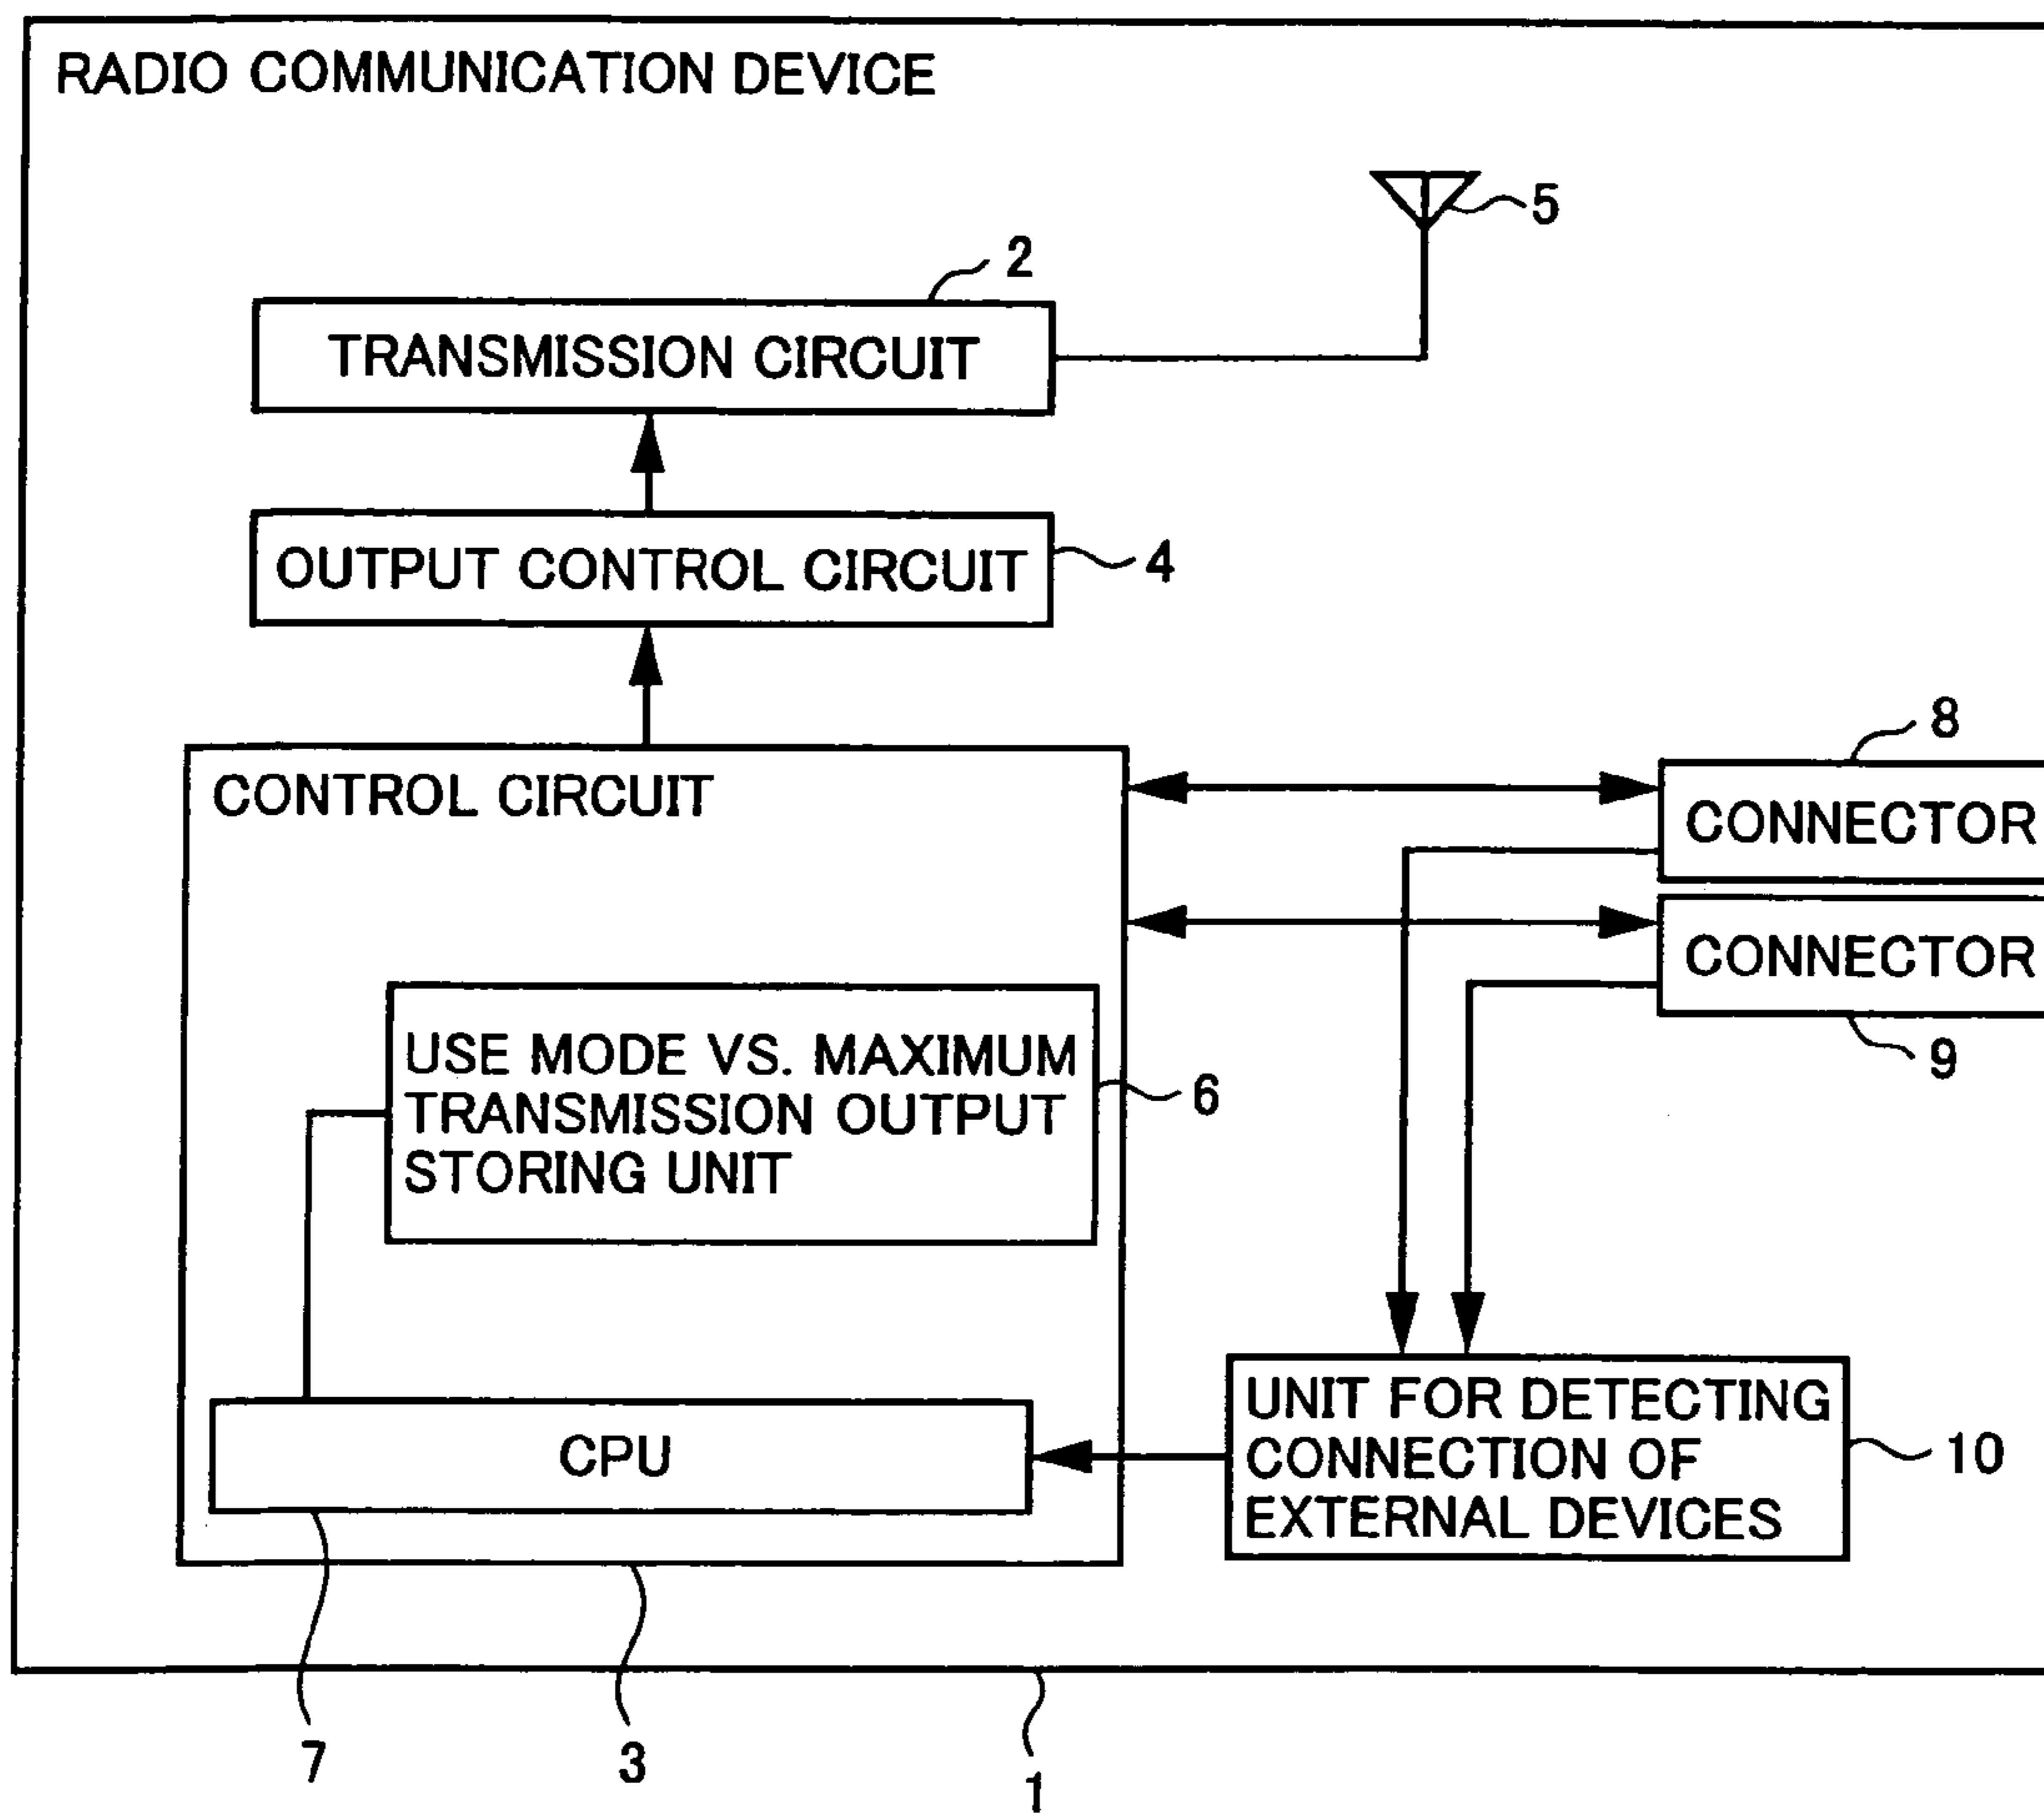 RADIO COMMUNICATION DEVICE
5
2
TRANSMISSION CIRCUIT
OUTPUT CONTROL CIRCUIT
4
8
CONTROL CIRCUIT
CONNECTOR
CONNECTOR
9
USE MODE VS. MAXIMUM
TRANSMISSION OUTPUT
STORING UNIT
6
UNIT FOR DETECTING
CONNECTION OF
EXTERNAL DEVICES
10
CPU
7
3
1